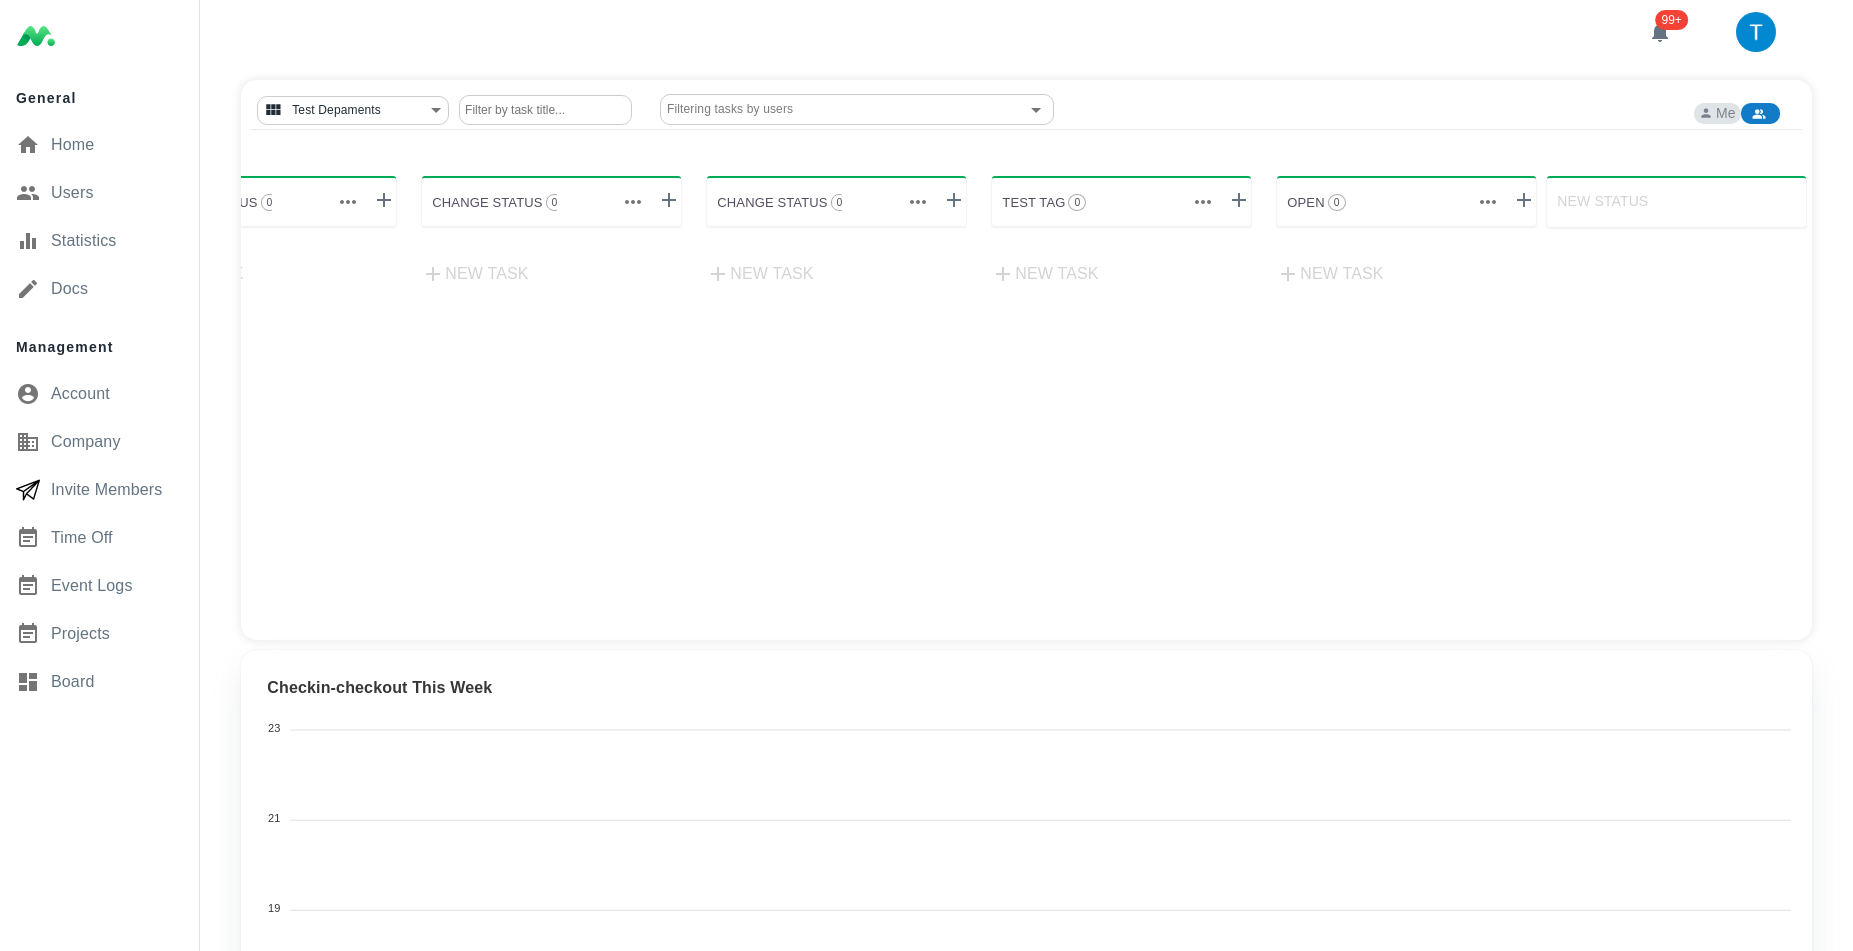 99+
T
General
Home
Users
Statistics
Docs
Management
Account
Company
Invite Members
Time Off
Event Logs
Projects
Board
Test Depaments
Filter by task title...
Filtering tasks by users
Me
US 0
CHANGE STATUS 0
CHANGE STATUS 0
TEST TAG 0
OPEN 0
NEW STATUS
NEW TASK
NEW TASK
NEW TASK
NEW TASK
Checkin-checkout This Week
23
21
19